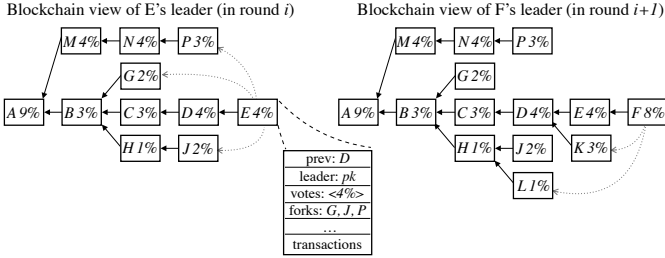 Blockchain view of E's leader (in round i)
M 4% N 4% P 3%
G 2%
A 9% B 3% C 3% D 4% E 4%
H 1% J 2%
prev: D
leader: pk
votes: <4%>
forks: G, J, P
...
transactions
Blockchain view of F's leader (in round i+1)
M 4% N 4% P 3%
G 2%
A 9% B 3% C 3% D 4% E 4% F 8%
H 1% J 2% K 3%
L 1%